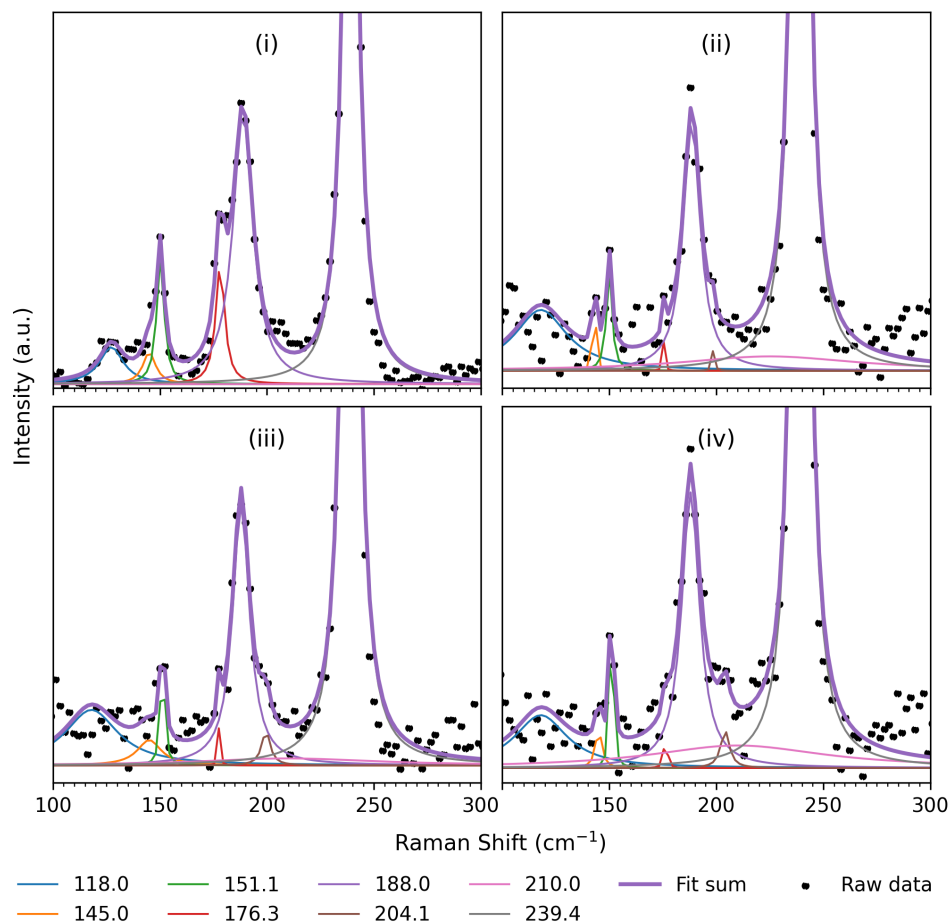 (i)
(ii)
Intensity (a.u.)
(iii)
(iv)
100 150 200 250 300 150 200 250 300
Raman Shift (cm⁻¹)
118.0 151.1 188.0 210.0 Fit sum Raw data
145.0 176.3 204.1 239.4